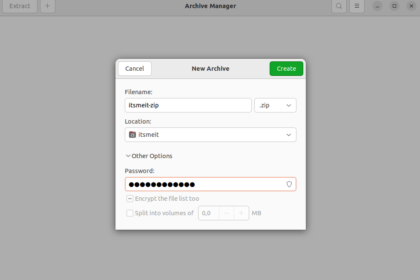 Extract
Archive Manager
Cancel
New Archive
Create
Filename:
itsmeit-zip
.zip
Location:
itsmeit
Other Options
Password:
●●●●●●●●●●●●
Encrypt the file list too
Split into volumes of
0,0
MB